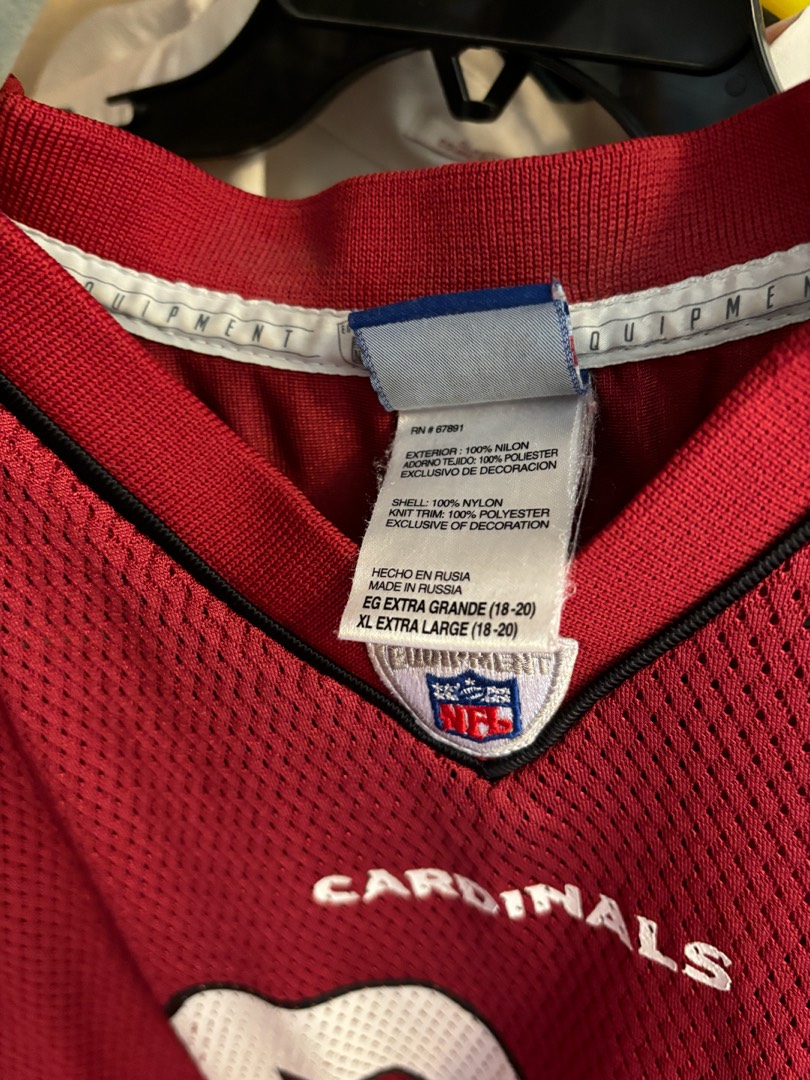 QUIPMENT
QUIPMEN
RN # 67891
EXTERIOR : 100% NILON
ADORNO TEJIDO: 100% POLIESTER
EXCLUSIVO DE DECORACION
SHELL: 100% NYLON
KNIT TRIM: 100% POLYESTER
EXCLUSIVE OF DECORATION
HECHO EN RUSIA
MADE IN RUSSIA
EG EXTRA GRANDE (18-20)
XL EXTRA LARGE (18-20)
EQUIPMENT
NFL
CARDINALS